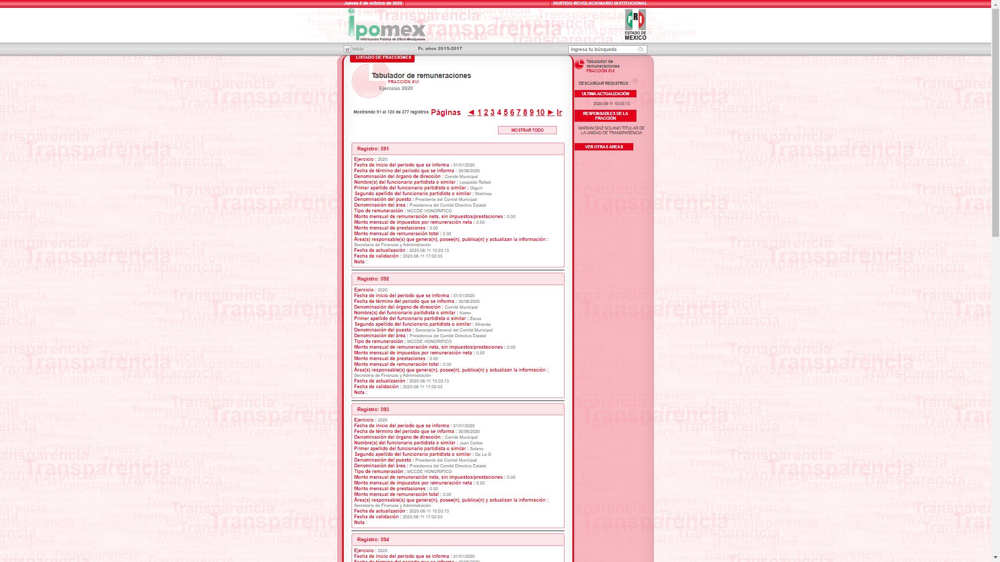 Jueves 8 de octubre de 2020
PARTIDO REVOLUCIONARIO INSTITUCIONAL
ipomex
Información Pública de Oficio Mexiquense
PRI
ESTADO DE
MEXICO
Inicio
Fr. años 2015-2017
Ingresa tu búsqueda
LISTADO DE FRACCIONES
Tabulador de remuneraciones
FRACCIÓN XVI
Ejercicio 2020
Mostrando 91 al 120 de 277 registros Páginas ◄ 1 2 3 4 5 6 7 8 9 10 ► Ir
MOSTRAR TODO
Registro: 091
Ejercicio : 2020
Fecha de inicio del periodo que se informa : 01/01/2020
Fecha de término del periodo que se informa : 30/06/2020
Denominación del órgano de dirección : Comité Municipal
Nombre(s) del funcionario partidista o similar : Leopoldo Rafael
Primer apellido del funcionario partidista o similar : Olguín
Segundo apellido del funcionario partidista o similar : Martínez
Denominación del puesto : Presidente del Comité Municipal
Denominación del área : Presidencia del Comité Directivo Estatal
Tipo de remuneración : MCCDE-HONORIFICO
Monto mensual de remuneración neta, sin impuestos/prestaciones : 0.00
Monto mensual de impuestos por remuneración neta : 0.00
Monto mensual de prestaciones : 0.00
Monto mensual de remuneración total : 0.00
Área(s) responsable(s) que genera(n), posee(n), publica(n) y actualizan la información :
Secretaría de Finanzas y Administración
Fecha de actualización : 2020-08-11 10:03:13
Fecha de validación : 2020-08-11 17:02:03
Nota :
Registro: 092
Ejercicio : 2020
Fecha de inicio del periodo que se informa : 01/01/2020
Fecha de término del periodo que se informa : 30/06/2020
Denominación del órgano de dirección : Comité Municipal
Nombre(s) del funcionario partidista o similar : Karen
Primer apellido del funcionario partidista o similar : Zarza
Segundo apellido del funcionario partidista o similar : Miranda
Denominación del puesto : Secretaría General del Comité Municipal
Denominación del área : Presidencia del Comité Directivo Estatal
Tipo de remuneración : MCCDE-HONORIFICO
Monto mensual de remuneración neta, sin impuestos/prestaciones : 0.00
Monto mensual de impuestos por remuneración neta : 0.00
Monto mensual de prestaciones : 0.00
Monto mensual de remuneración total : 0.00
Área(s) responsable(s) que genera(n), posee(n), publica(n) y actualizan la información :
Secretaría de Finanzas y Administración
Fecha de actualización : 2020-08-11 10:03:13
Fecha de validación : 2020-08-11 17:02:03
Nota :
Registro: 093
Ejercicio : 2020
Fecha de inicio del periodo que se informa : 01/01/2020
Fecha de término del periodo que se informa : 30/06/2020
Denominación del órgano de dirección : Comité Municipal
Nombre(s) del funcionario partidista o similar : Juan Carlos
Primer apellido del funcionario partidista o similar : Solano
Segundo apellido del funcionario partidista o similar : De La O
Denominación del puesto : Presidente del Comité Municipal
Denominación del área : Presidencia del Comité Directivo Estatal
Tipo de remuneración : MCCDE-HONORIFICO
Monto mensual de remuneración neta, sin impuestos/prestaciones : 0.00
Monto mensual de impuestos por remuneración neta : 0.00
Monto mensual de prestaciones : 0.00
Monto mensual de remuneración total : 0.00
Área(s) responsable(s) que genera(n), posee(n), publica(n) y actualizan la información :
Secretaría de Finanzas y Administración
Fecha de actualización : 2020-08-11 10:03:13
Fecha de validación : 2020-08-11 17:02:03
Nota :
Registro: 094
Ejercicio : 2020
Fecha de inicio del periodo que se informa : 01/01/2020
Fecha de término del periodo que se informa : 30/06/2020
Tabulador de
remuneraciones
FRACCIÓN XVI
DESCARGAR REGISTROS :
ULTIMA ACTUALIZACIÓN
2020-08-11 10:03:13
RESPONSABLES DE LA
FRACCIÓN
MARIAN DÍAZ SOLANO TITULAR DE
LA UNIDAD DE TRANSPARENCIA
VER OTRAS AREAS